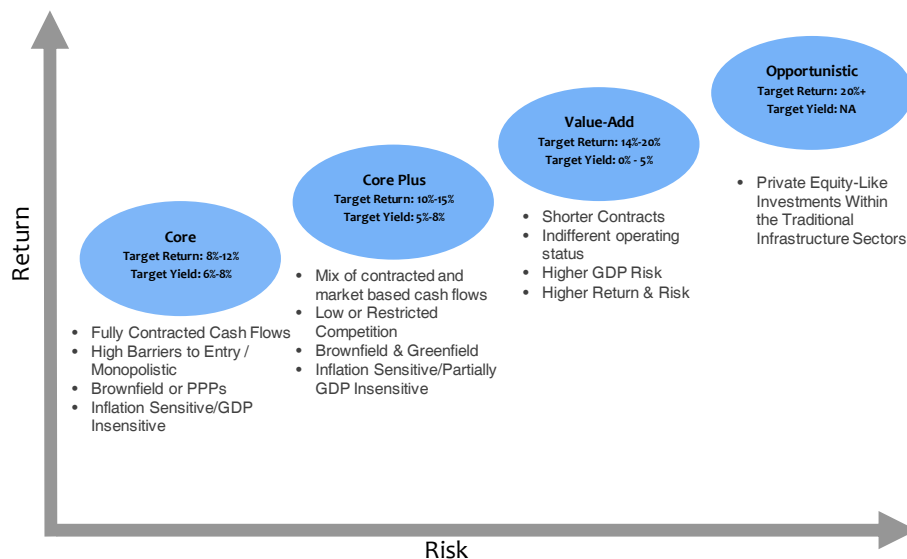 Return
Core
Target Return: 8%-12%
Target Yield: 6%-8%
• Fully Contracted Cash Flows
• High Barriers to Entry /
Monopolistic
• Brownfield or PPPs
• Inflation Sensitive/GDP
Insensitive
Core Plus
Target Return: 10%-15%
Target Yield: 5%-8%
• Mix of contracted and
market based cash flows
• Low or Restricted
Competition
• Brownfield & Greenfield
• Inflation Sensitive/Partially
GDP Insensitive
Value-Add
Target Return: 14%-20%
Target Yield: 0% - 5%
• Shorter Contracts
• Indifferent operating
status
• Higher GDP Risk
• Higher Return & Risk
Opportunistic
Target Return: 20%+
Target Yield: NA
• Private Equity-Like
Investments Within
the Traditional
Infrastructure Sectors
Risk